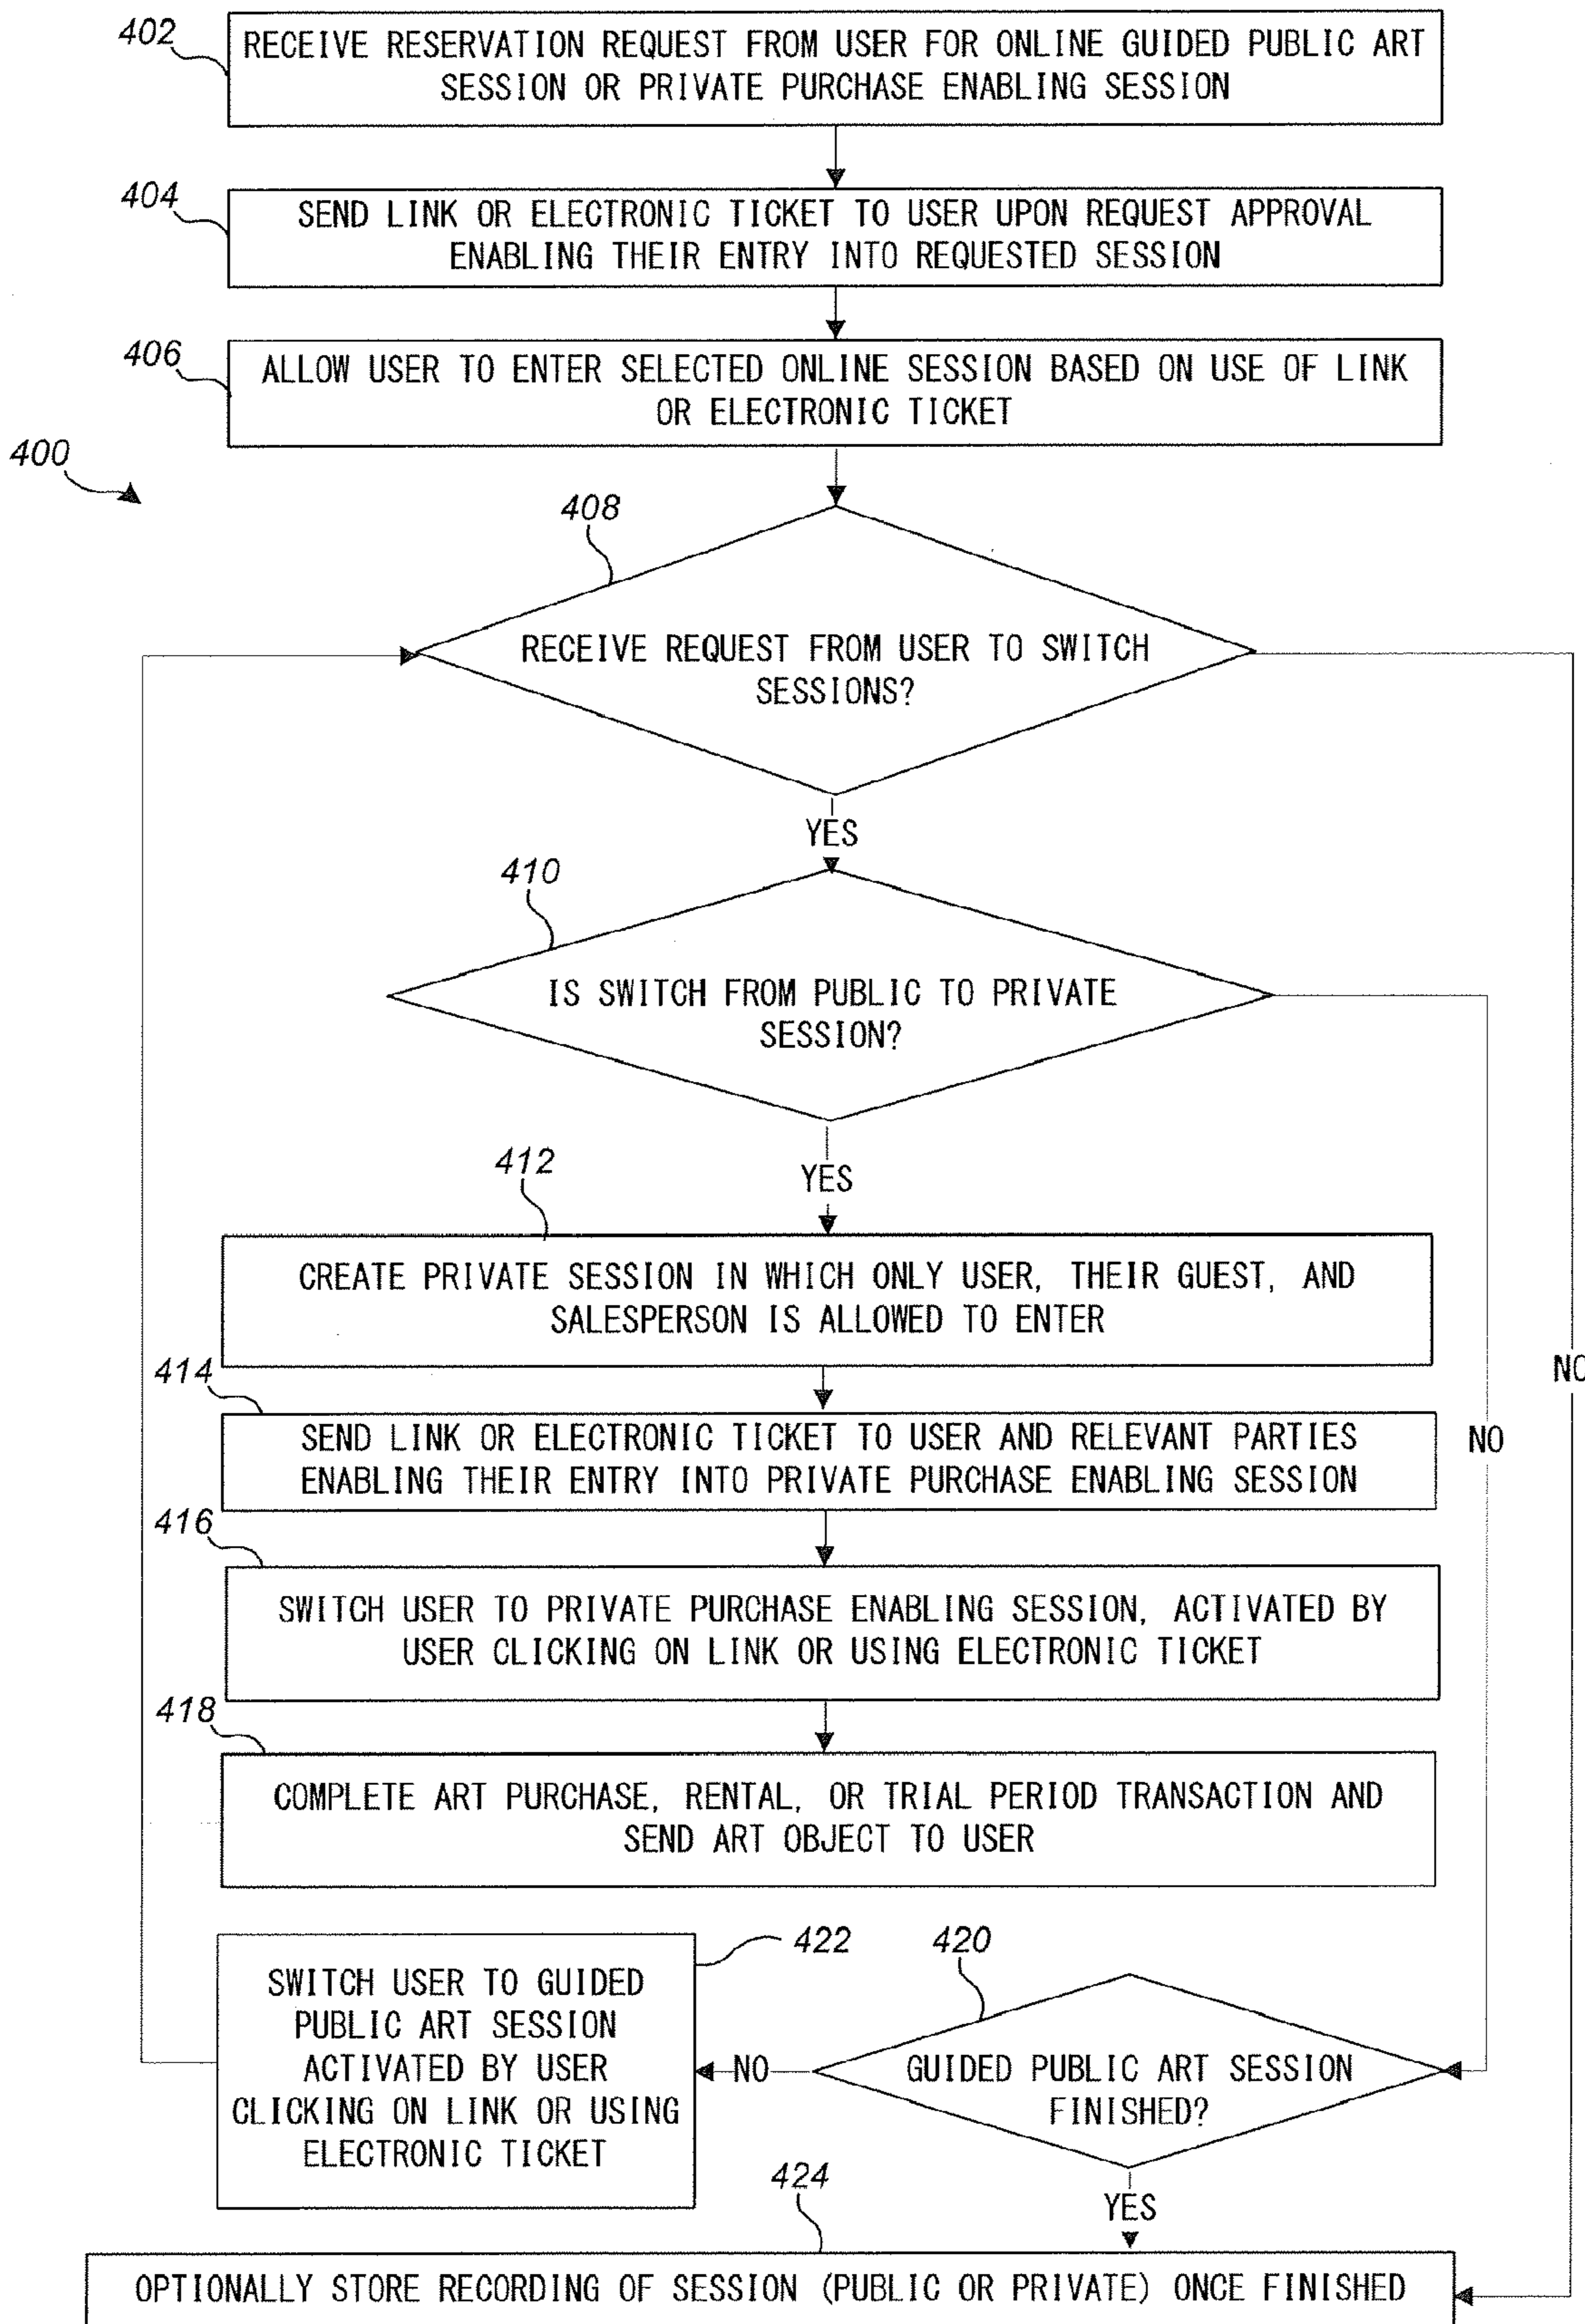 402
RECEIVE RESERVATION REQUEST FROM USER FOR ONLINE GUIDED PUBLIC ART
SESSION OR PRIVATE PURCHASE ENABLING SESSION
404
SEND LINK OR ELECTRONIC TICKET TO USER UPON REQUEST APPROVAL
ENABLING THEIR ENTRY INTO REQUESTED SESSION
406
ALLOW USER TO ENTER SELECTED ONLINE SESSION BASED ON USE OF LINK
OR ELECTRONIC TICKET
400
408
RECEIVE REQUEST FROM USER TO SWITCH
SESSIONS?
YES
410
IS SWITCH FROM PUBLIC TO PRIVATE
SESSION?
YES
412
CREATE PRIVATE SESSION IN WHICH ONLY USER, THEIR GUEST, AND
SALESPERSON IS ALLOWED TO ENTER
NO
414
SEND LINK OR ELECTRONIC TICKET TO USER AND RELEVANT PARTIES
ENABLING THEIR ENTRY INTO PRIVATE PURCHASE ENABLING SESSION
NO
416
SWITCH USER TO PRIVATE PURCHASE ENABLING SESSION, ACTIVATED BY
USER CLICKING ON LINK OR USING ELECTRONIC TICKET
418
COMPLETE ART PURCHASE, RENTAL, OR TRIAL PERIOD TRANSACTION AND
SEND ART OBJECT TO USER
422
SWITCH USER TO GUIDED
PUBLIC ART SESSION
ACTIVATED BY USER
CLICKING ON LINK OR USING
ELECTRONIC TICKET
420
NO
GUIDED PUBLIC ART SESSION
FINISHED?
YES
424
OPTIONALLY STORE RECORDING OF SESSION (PUBLIC OR PRIVATE) ONCE FINISHED